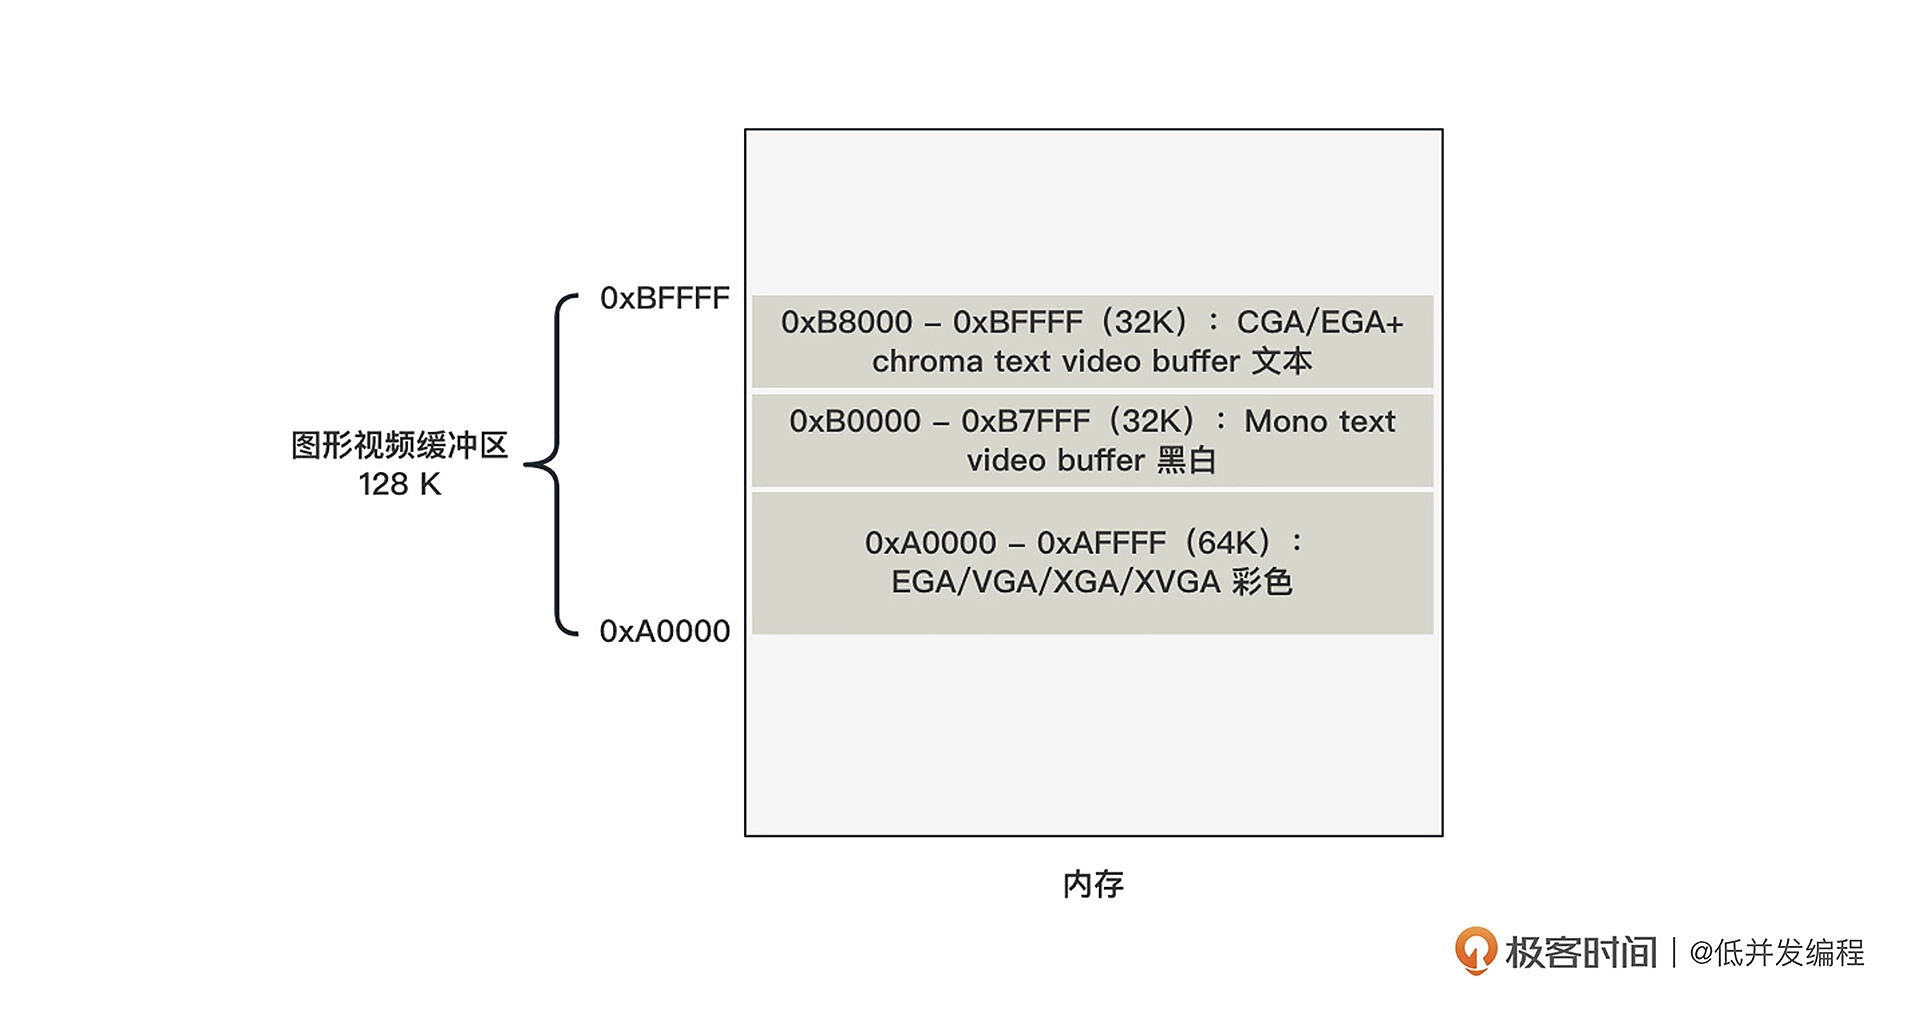 0xBFFFF
0xB8000 – 0xBFFFF（32K）：CGA/EGA+
chroma text video buffer 文本
0xB0000 – 0xB7FFF（32K）：Mono text
video buffer 黑白
图形视频缓冲区
128 K
0xA0000 – 0xAFFFF（64K）：
EGA/VGA/XGA/XVGA 彩色
0xA0000
内存
极客时间 | @低并发编程